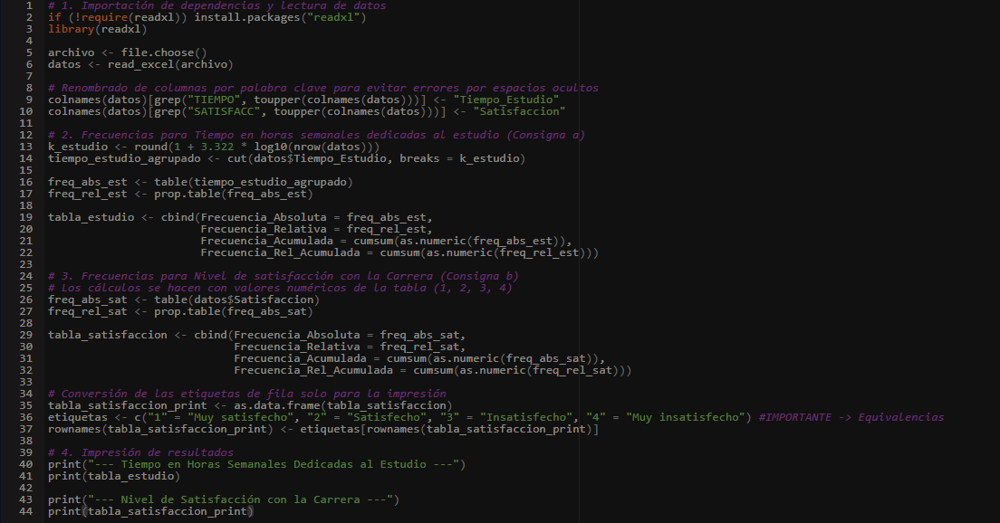 1 # 1. Importación de dependencias y lectura de datos
2 if (!require(readxl)) install.packages("readxl")
3 library(readxl)
4
5 archivo <- file.choose()
6 datos <- read_excel(archivo)
7
8 # Renombrado de columnas por palabra clave para evitar errores por espacios ocultos
9 colnames(datos)[grep("TIEMPO", toupper(colnames(datos)))] <- "Tiempo_Estudio"
10 colnames(datos)[grep("SATISFACC", toupper(colnames(datos)))] <- "Satisfaccion"
11
12 # 2. Frecuencias para Tiempo en horas semanales dedicadas al estudio (Consigna a)
13 k_estudio <- round(1 + 3.322 * log10(nrow(datos)))
14 tiempo_estudio_agrupado <- cut(datos$Tiempo_Estudio, breaks = k_estudio)
15
16 freq_abs_est <- table(tiempo_estudio_agrupado)
17 freq_rel_est <- prop.table(freq_abs_est)
18
19 tabla_estudio <- cbind(Frecuencia_Absoluta = freq_abs_est,
20                        Frecuencia_Relativa = freq_rel_est,
21                        Frecuencia_Acumulada = cumsum(as.numeric(freq_abs_est)),
22                        Frecuencia_Rel_Acumulada = cumsum(as.numeric(freq_rel_est)))
23
24 # 3. Frecuencias para Nivel de satisfacción con la Carrera (Consigna b)
25 # Los cálculos se hacen con valores numéricos de la tabla (1, 2, 3, 4)
26 freq_abs_sat <- table(datos$Satisfaccion)
27 freq_rel_sat <- prop.table(freq_abs_sat)
28
29 tabla_satisfaccion <- cbind(Frecuencia_Absoluta = freq_abs_sat,
30                             Frecuencia_Relativa = freq_rel_sat,
31                             Frecuencia_Acumulada = cumsum(as.numeric(freq_abs_sat)),
32                             Frecuencia_Rel_Acumulada = cumsum(as.numeric(freq_rel_sat)))
33
34 # Conversión de las etiquetas de fila solo para la impresión
35 tabla_satisfaccion_print <- as.data.frame(tabla_satisfaccion)
36 etiquetas <- c("1" = "Muy satisfecho", "2" = "Satisfecho", "3" = "Insatisfecho", "4" = "Muy insatisfecho") #IMPORTANTE -> Equivalencias
37 rownames(tabla_satisfaccion_print) <- etiquetas[rownames(tabla_satisfaccion_print)]
38
39 # 4. Impresión de resultados
40 print("--- Tiempo en Horas Semanales Dedicadas al Estudio ---")
41 print(tabla_estudio)
42
43 print("--- Nivel de Satisfacción con la Carrera ---")
44 print(tabla_satisfaccion_print)